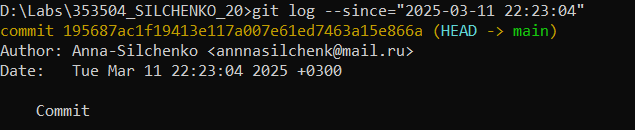 D:\Labs\353504_SILCHENKO_20>git log --since="2025-03-11 22:23:04"
commit 195687ac1f19413e117a007e61ed7463a15e866a (HEAD -> main)
Author: Anna-Silchenko <annnasilchenk@mail.ru>
Date:   Tue Mar 11 22:23:04 2025 +0300
    Commit